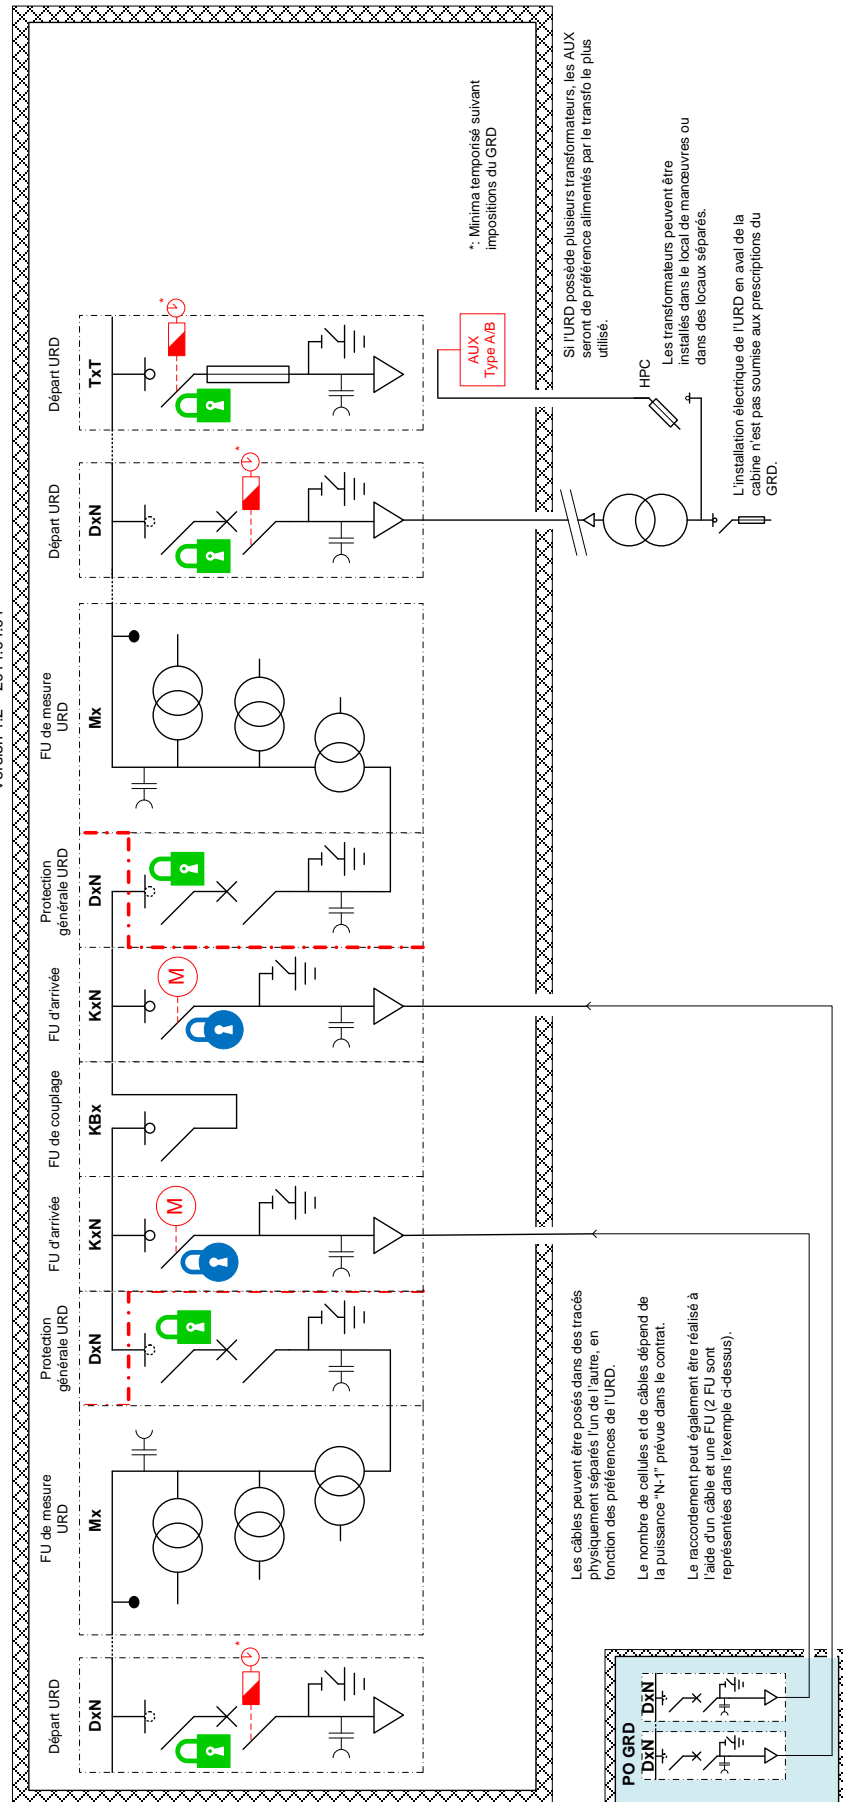 Départ URD
DxN
FU de mesure
URD
Mx
Protection
générale URD
DxN
FU d'arrivée
KxN
FU de couplage
KBx
FU d'arrivée
KxN
Protection
générale URD
DxN
FU de mesure
URD
Mx
Départ URD
DxN
Départ URD
TxT
*
M
M
*
*
*: Minima temporisé suivant
impositions du GRD
AUX
Type A/B
Si l'URD possède plusieurs transformateurs, les AUX
seront de préférence alimentés par le transfo le plus
utilisé.
HPC
Les transformateurs peuvent être
installés dans le local de manœuvres ou
dans des locaux séparés.
L'installation électrique de l'URD en aval de la
cabine n'est pas soumise aux prescriptions du
GRD.
Les câbles peuvent être posés dans des tracés
physiquement séparés l'un de l'autre, en
fonction des préférences de l'URD.
Le nombre de cellules et de câbles dépend de
la puissance "N-1" prévue dans le contrat.
Le raccordement peut également être réalisé à
l'aide d'un câble et une FU (2 FU sont
représentées dans l'exemple ci-dessus).
PO GRD
DxN
DxN